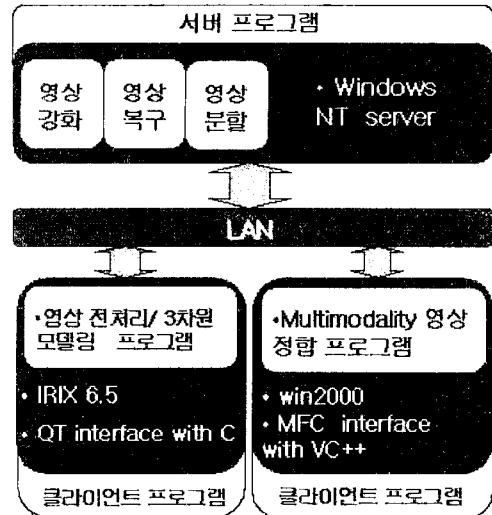 서버 프로그램
영상
강화
영상
복구
영상
분할
• Windows
NT server
LAN
•영상 전처리/ 3차원
모델링 프로그램
• IRIX 6.5
• QT interface with C
클라이언트 프로그램
•Multimodality 영상
정합 프로그램
• win2000
• MFC interface
with VC++
클라이언트 프로그램